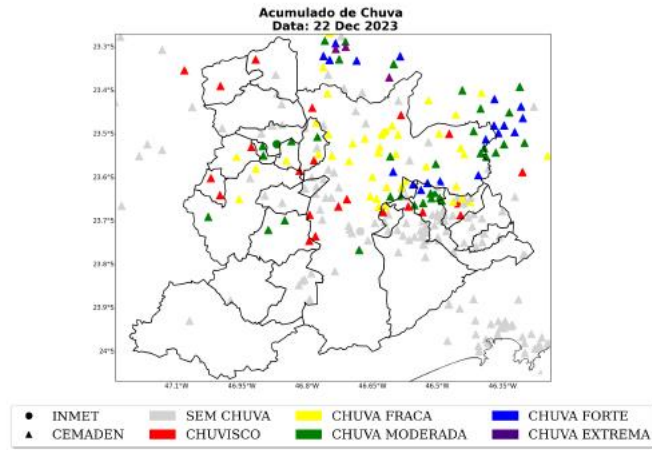 Acumulado de Chuva
Data: 22 Dec 2023
23.3°S
23.4°S
23.5°S
23.6°S
23.7°S
23.8°S
23.9°S
24°S
47.1°W
46.95°W
46.8°W
46.65°W
46.5°W
46.35°W
INMET
SEM CHUVA
CHUVA FRACA
CHUVA FORTE
CEMADEN
CHUVISCO
CHUVA MODERADA
CHUVA EXTREMA